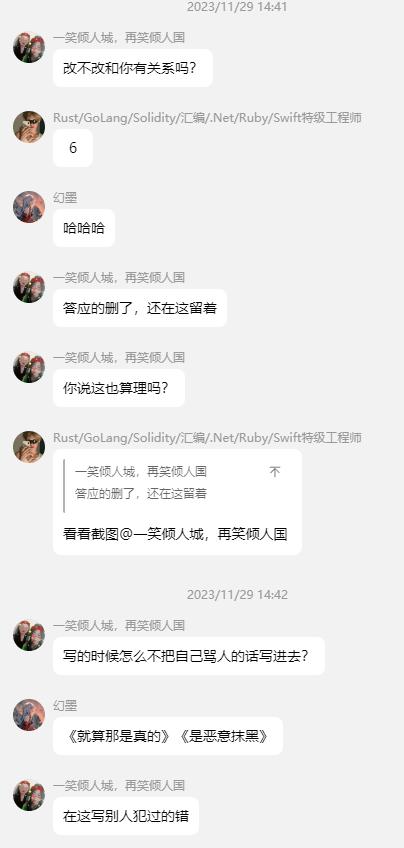 2023/11/29 14:41
一笑倾人城，再笑倾人国
改不改和你有关系吗？
Rust/GoLang/Solidity/汇编/.Net/Ruby/Swift特级工程师
6
幻墨
哈哈哈
一笑倾人城，再笑倾人国
答应的删了，还在这留着
一笑倾人城，再笑倾人国
你说这也算理吗？
Rust/GoLang/Solidity/汇编/.Net/Ruby/Swift特级工程师
一笑倾人城，再笑倾人国
答应的删了，还在这留着
看看截图@一笑倾人城，再笑倾人国
2023/11/29 14:42
一笑倾人城，再笑倾人国
写的时候怎么不把自己骂人的话写进去？
幻墨
《就算那是真的》《是恶意抹黑》
一笑倾人城，再笑倾人国
在这写别人犯过的错